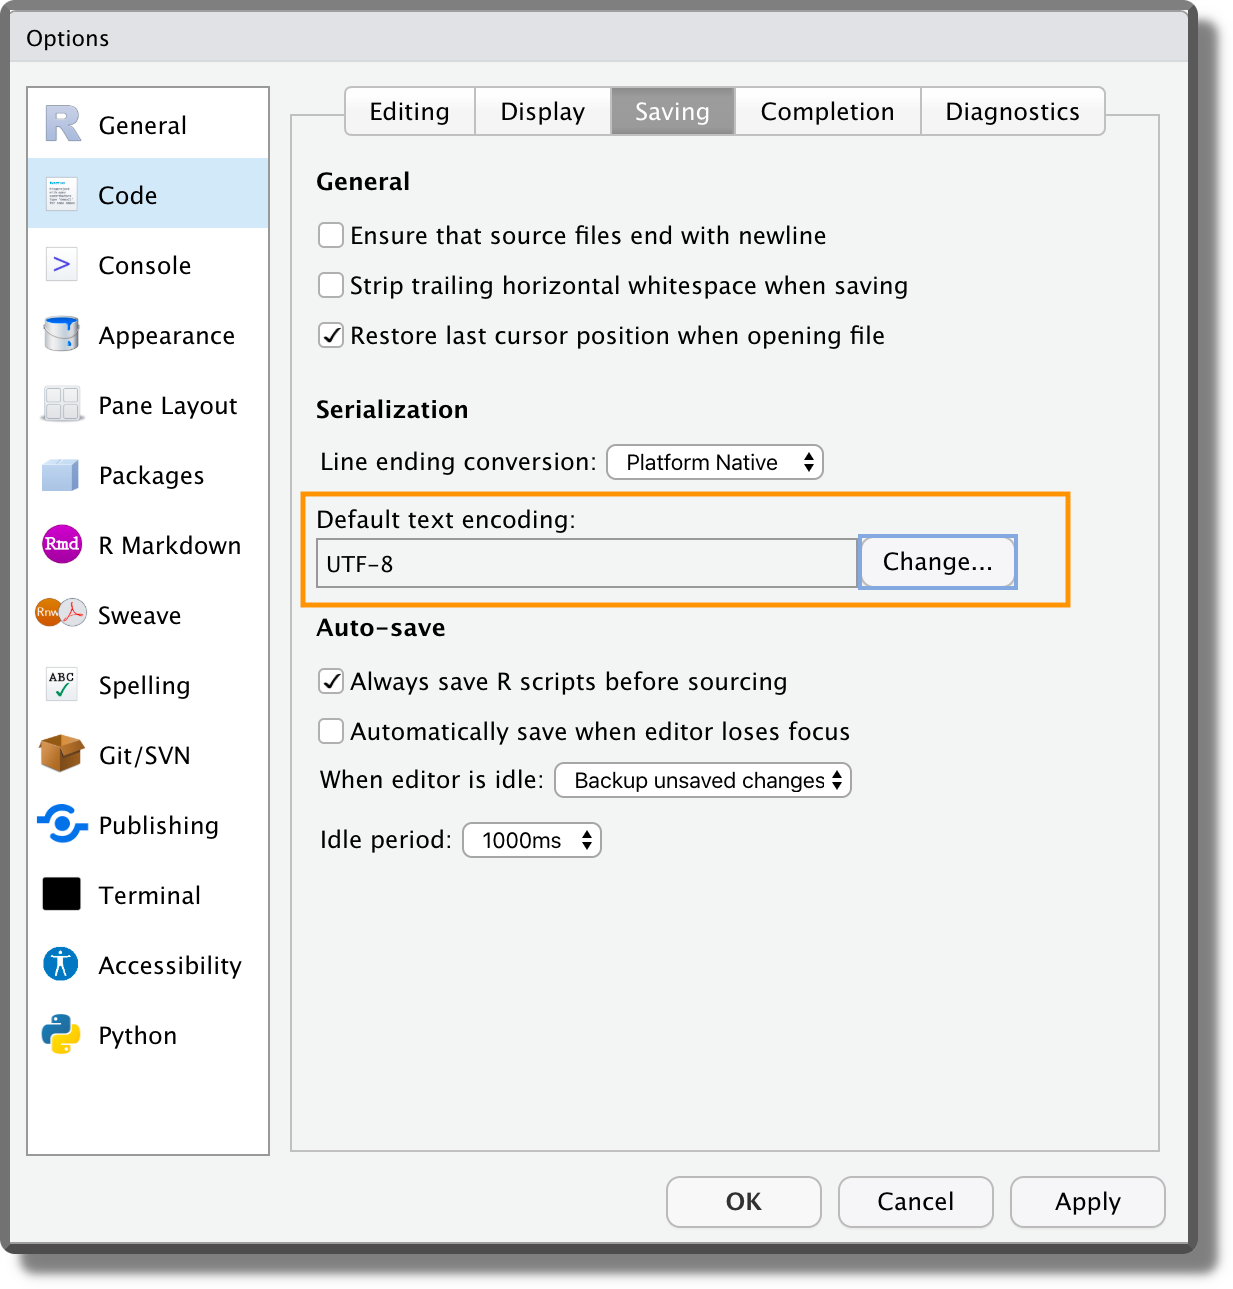 Options
General
Code
Console
Appearance
Pane Layout
Packages
Rmd R Markdown
Rnw Sweave
ABC Spelling
Git/SVN
Publishing
Terminal
Accessibility
Python
Editing Display Saving Completion Diagnostics
General
Ensure that source files end with newline
Strip trailing horizontal whitespace when saving
Restore last cursor position when opening file
Serialization
Line ending conversion: Platform Native
Default text encoding:
UTF-8 Change...
Auto-save
Always save R scripts before sourcing
Automatically save when editor loses focus
When editor is idle: Backup unsaved changes
Idle period: 1000ms
OK Cancel Apply